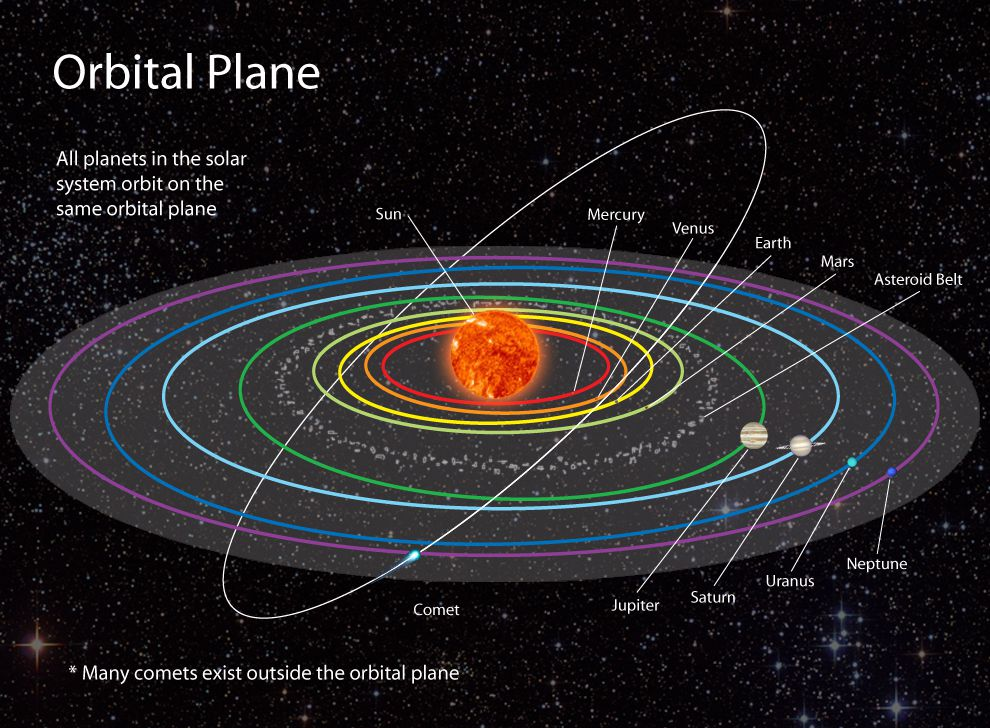 Orbital Plane
All planets in the solar
system orbit on the
same orbital plane
Sun
Mercury
Venus
Earth
Mars
Asteroid Belt
Neptune
Uranus
Saturn
Jupiter
Comet
* Many comets exist outside the orbital plane